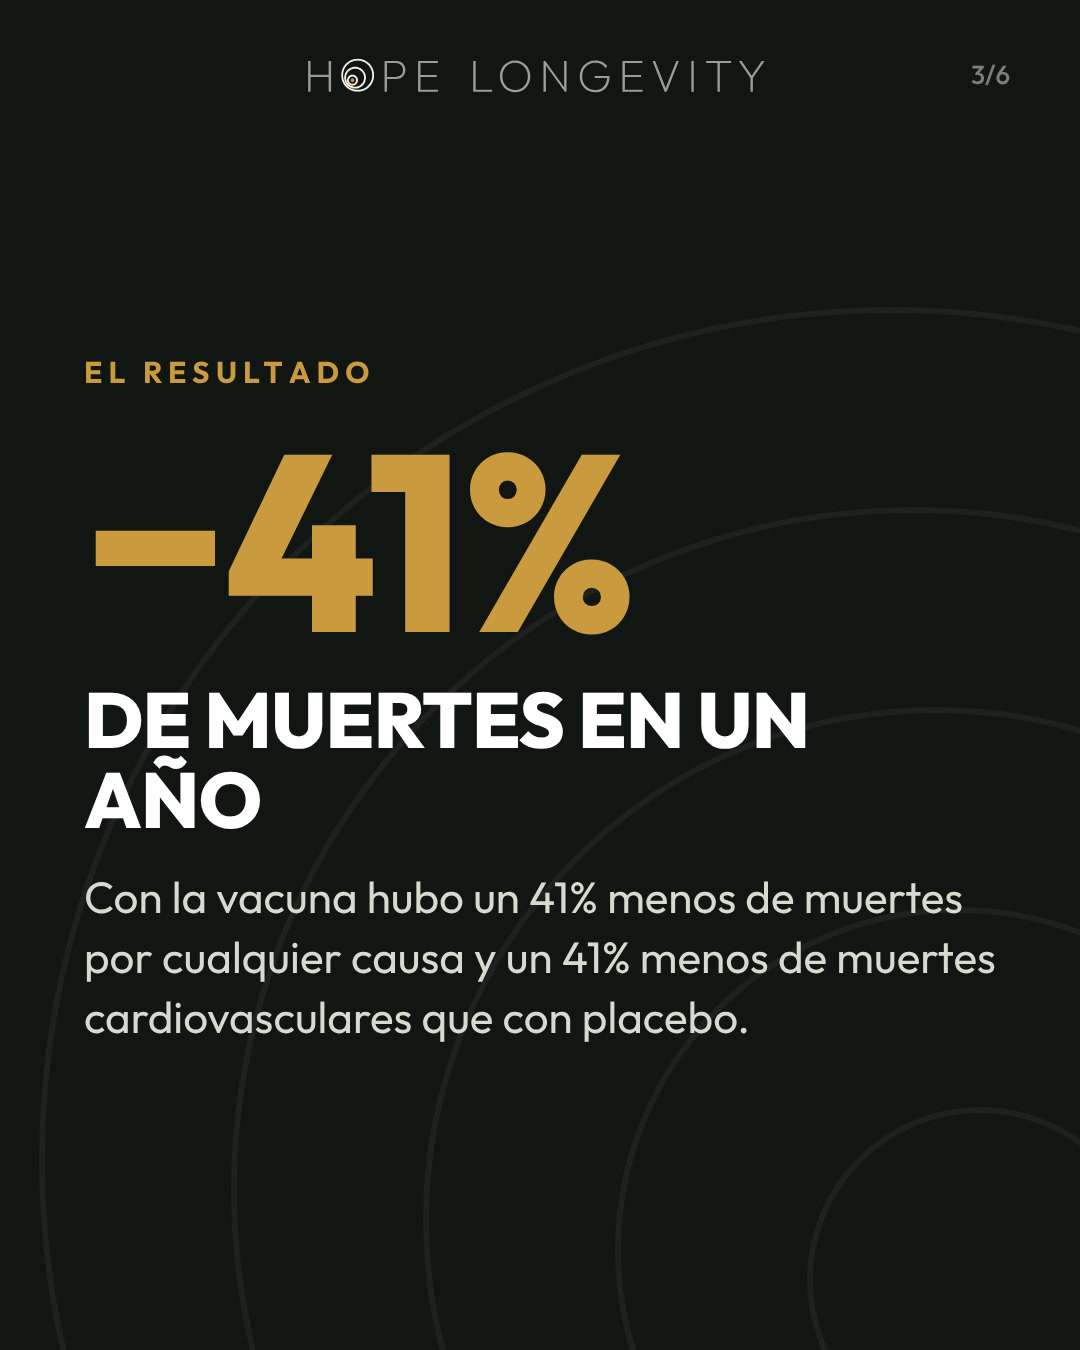 HOPE LONGEVITY
3/6
EL RESULTADO
–41%
DE MUERTES EN UN
AÑO
Con la vacuna hubo un 41% menos de muertes
por cualquier causa y un 41% menos de muertes
cardiovasculares que con placebo.